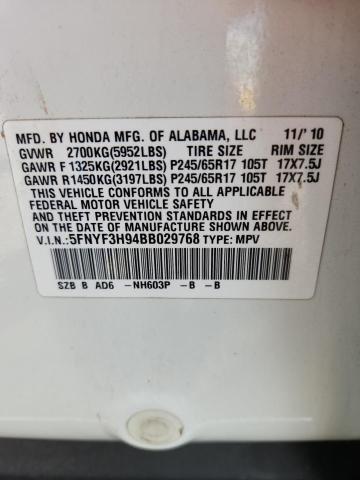 MFD. BY HONDA MFG. OF ALABAMA, LLC 11/'10
GVWR 2700KG(5952LBS) TIRE SIZE RIM SIZE
GAWR F 1325KG(2921LBS) P245/65R17 105T 17X7.5J
GAWR R1450KG(3197LBS) P245/65R17 105T 17X7.5J
THIS VEHICLE CONFORMS TO ALL APPLICABLE
FEDERAL MOTOR VEHICLE SAFETY
STANDARDS IN EFFECT ON THE
DATE OF MANUFACTURE SHOWN ABOVE.
V.I.N.:5FNYF3H94BB029768 TYPE: MPV
SZB B AD6 -NH603P -B -B